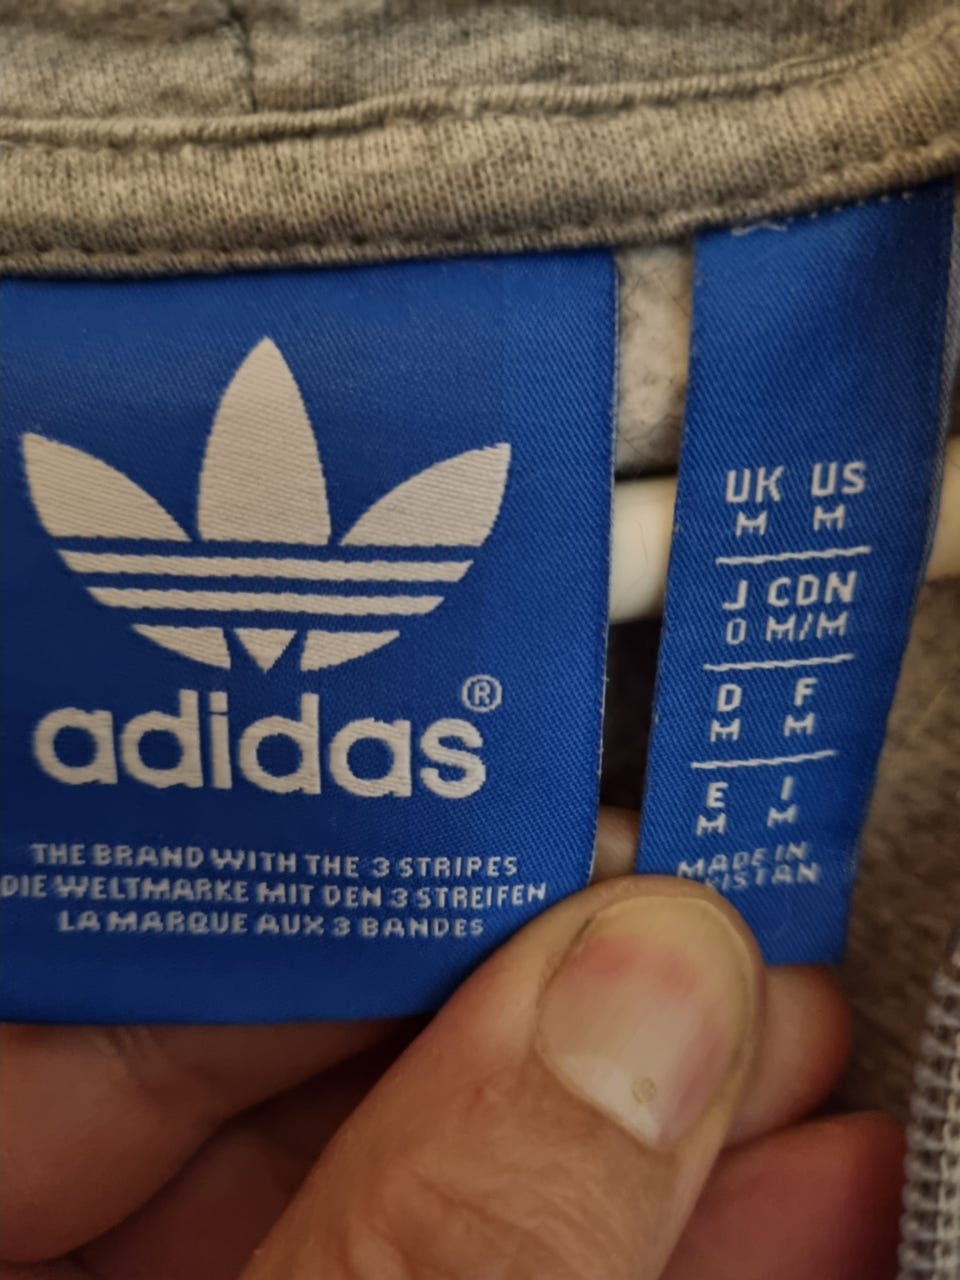 adidas®
THE BRAND WITH THE 3 STRIPES
DIE WELTMARKE MIT DEN 3 STREIFEN
LA MARQUE AUX 3 BANDES
UK US
M M
J CDN
O M/M
D F
M M
E I
M M
MADE IN